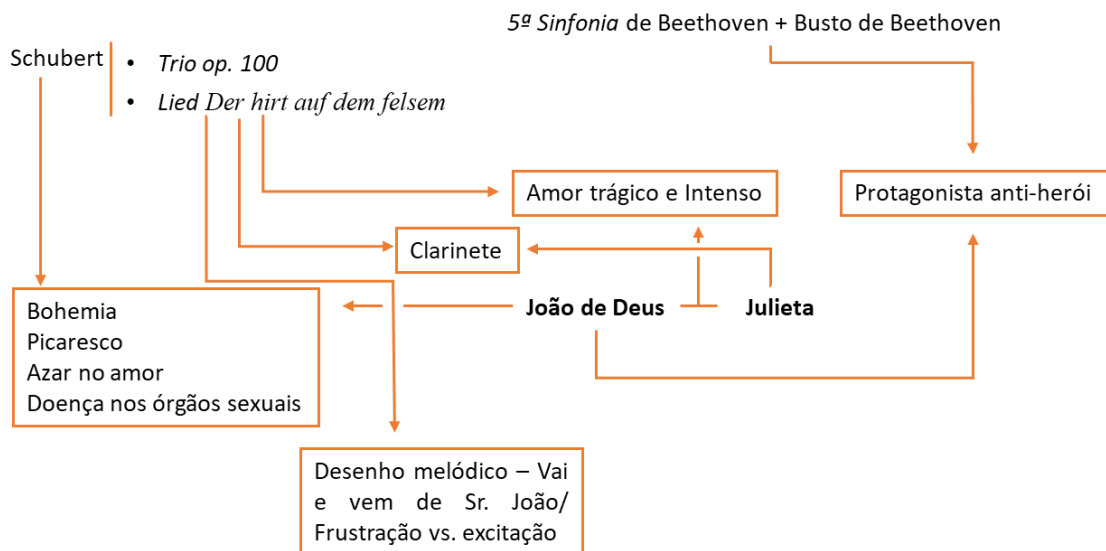 5ª Sinfonia de Beethoven + Busto de Beethoven
Schubert
• Trio op. 100
• Lied Der hirt auf dem felsem
Amor trágico e Intenso
Protagonista anti-herói
Clarinete
João de Deus
Julieta
Bohemia
Picaresco
Azar no amor
Doença nos órgãos sexuais
Desenho melódico – Vai
e vem de Sr. João/
Frustração vs. excitação